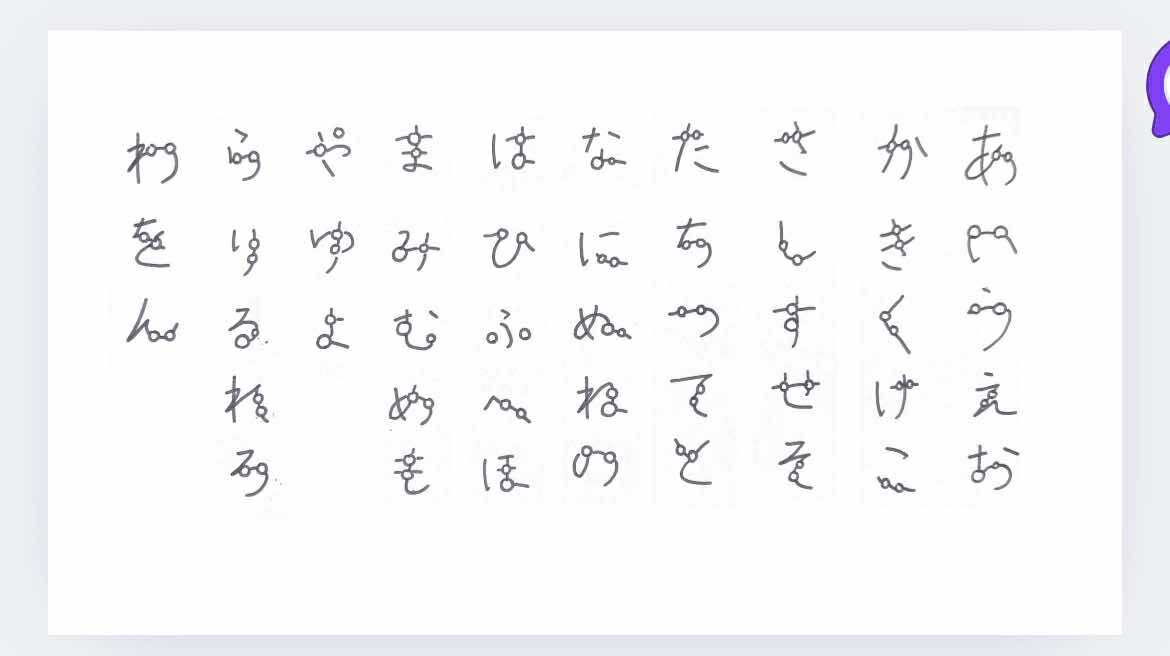 あいうえお
かきくけこ
さしすせそ
たちつてと
なにぬねの
はひふへほ
まみむめも
やゆよ
らりるれろ
わをん